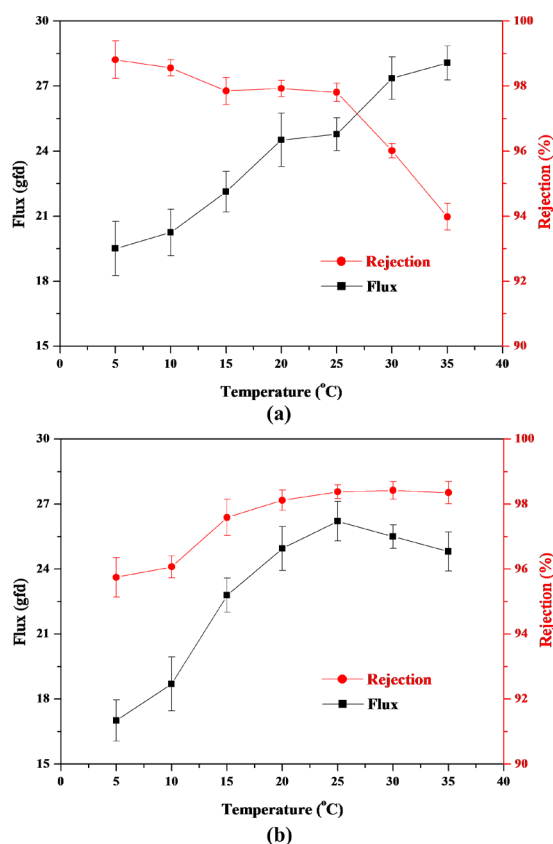 30
27
24
21
18
15
Flux (gfd)
100
98
96
94
92
90
Rejection (%)
Rejection
Flux
0 5 10 15 20 25 30 35 40
Temperature (°C)
(a)
30
27
24
21
18
15
Flux (gfd)
100
98
96
94
92
90
Rejection (%)
Rejection
Flux
0 5 10 15 20 25 30 35 40
Temperature (°C)
(b)